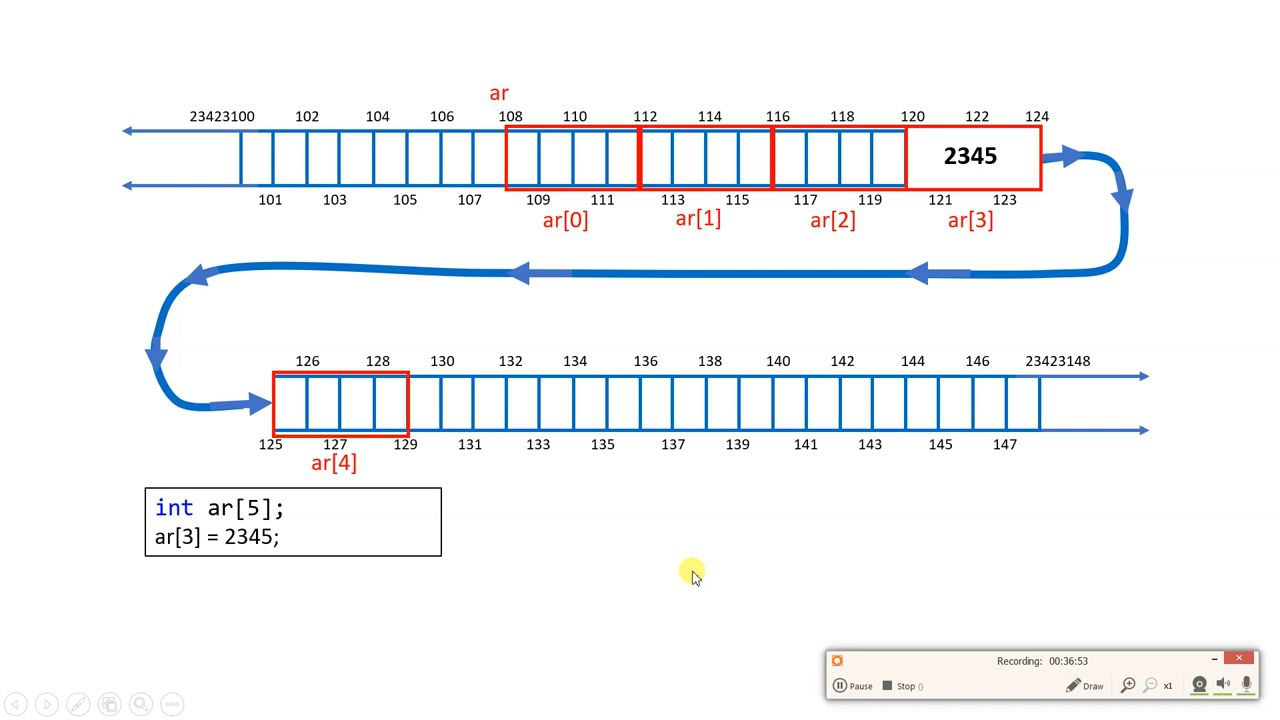 ar
23423100 102 104 106 108 110 112 114 116 118 120 122 124
2345
101 103 105 107 109 111 113 115 117 119 121 123
ar[0] ar[1] ar[2] ar[3]
126 128 130 132 134 136 138 140 142 144 146 23423148
125 127 129 131 133 135 137 139 141 143 145 147
ar[4]
int ar[5];
ar[3] = 2345;
Recording: 00:36:53
Pause Stop () Draw x1